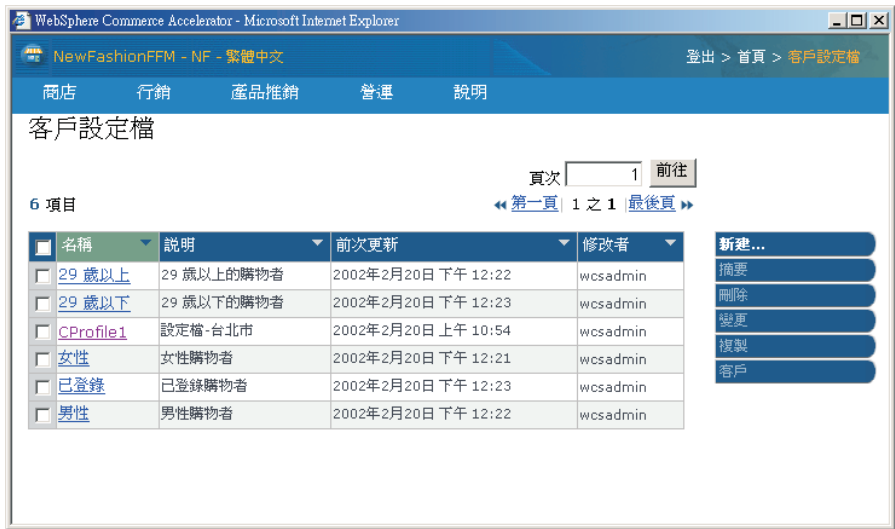 WebSphere Commerce Accelerator - Microsoft Internet Explorer
NewFashionFFM - NF - 繁體中文 登出 > 首頁 > 客戶設定檔
商店 行銷 產品推銷 營運 說明
客戶設定檔
頁次 1 前往
6 項目 第一頁 | 1 之 1 | 最後頁
名稱 說明 前次更新 修改者 新建...
29 歲以上 29 歲以上的購物者 2002年2月20日 下午 12:22 wcsadmin 摘要
29 歲以下 29 歲以下的購物者 2002年2月20日 下午 12:23 wcsadmin 刪除
CProfile1 設定檔-台北市 2002年2月20日 上午 10:54 wcsadmin 變更
女性 女性購物者 2002年2月20日 下午 12:21 wcsadmin 複製
已登錄 已登錄購物者 2002年2月20日 下午 12:23 wcsadmin 客戶
男性 男性購物者 2002年2月20日 下午 12:22 wcsadmin